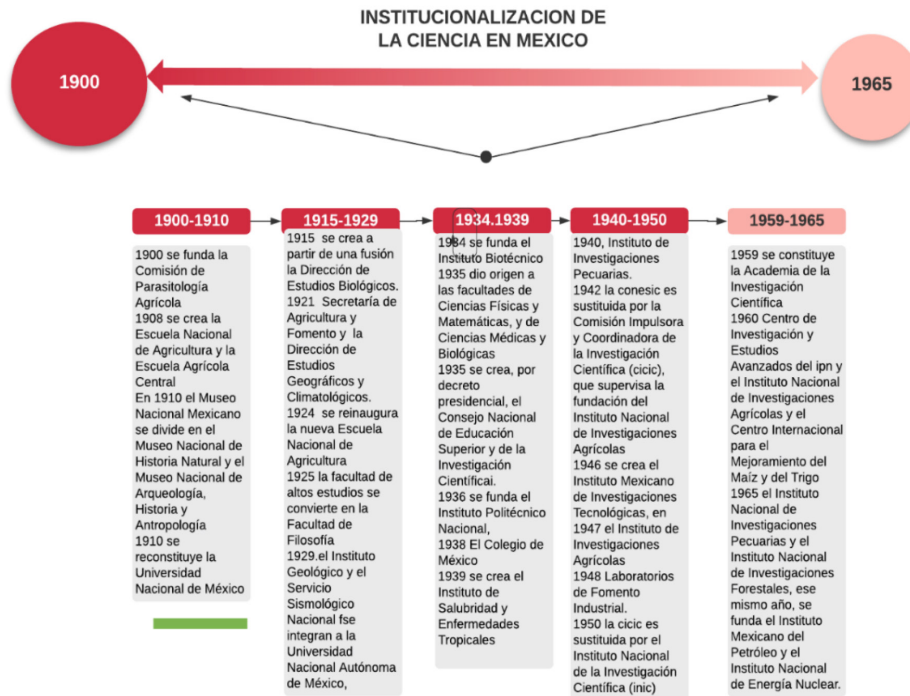 INSTITUCIONALIZACION DE
LA CIENCIA EN MEXICO
1900
1965
1900-1910
1900 se funda la
Comisión de
Parasitología
Agrícola
1908 se crea la
Escuela Nacional
de Agricultura y la
Escuela Agrícola
Central
En 1910 el Museo
Nacional Mexicano
se divide en el
Museo Nacional de
Historia Natural y el
Museo Nacional de
Arqueología,
Historia y
Antropología
1910 se
reconstituye la
Universidad
Nacional de México
1915-1929
1915 se crea a
partir de una fusión
la Dirección de
Estudios Biológicos.
1921 Secretaría de
Agricultura y
Fomento y la
Dirección de
Estudios
Geográficos y
Climatológicos.
1924 se reinaugura
la nueva Escuela
Nacional de
Agricultura
1925 la facultad de
altos estudios se
convierte en la
Facultad de
Filosofía
1929.el Instituto
Geológico y el
Servicio
Sismológico
Nacional fse
integran a la
Universidad
Nacional Autónoma
de México,
1934.1939
1934 se funda el
Instituto Biotécnico
1935 dio origen a
las facultades de
Ciencias Físicas y
Matemáticas, y de
Ciencias Médicas y
Biológicas
1935 se crea, por
decreto
presidencial, el
Consejo Nacional
de Educación
Superior y de la
Investigación
Científicai.
1936 se funda el
Instituto Politécnico
Nacional,
1938 El Colegio de
México
1939 se crea el
Instituto de
Salubridad y
Enfermedades
Tropicales
1940-1950
1940, Instituto de
Investigaciones
Pecuarias.
1942 la conesic es
sustituida por la
Comisión Impulsora
y Coordinadora de
la Investigación
Científica (cicic),
que supervisa la
fundación del
Instituto Nacional
de Investigaciones
Agrícolas
1946 se crea el
Instituto Mexicano
de Investigaciones
Tecnológicas, en
1947 el Instituto de
Investigaciones
Agrícolas
1948 Laboratorios
de Fomento
Industrial.
1950 la cicic es
sustituida por el
Instituto Nacional
de la Investigación
Científica (inic)
1959-1965
1959 se constituye
la Academia de la
Investigación
Científica
1960 Centro de
Investigación y
Estudios
Avanzados del ipn y
el Instituto Nacional
de Investigaciones
Agrícolas y el
Centro Internacional
para el
Mejoramiento del
Maíz y del Trigo
1965 el Instituto
Nacional de
Investigaciones
Pecuarias y el
Instituto Nacional
de Investigaciones
Forestales, ese
mismo año, se
funda el Instituto
Mexicano del
Petróleo y el
Instituto Nacional
de Energía Nuclear.